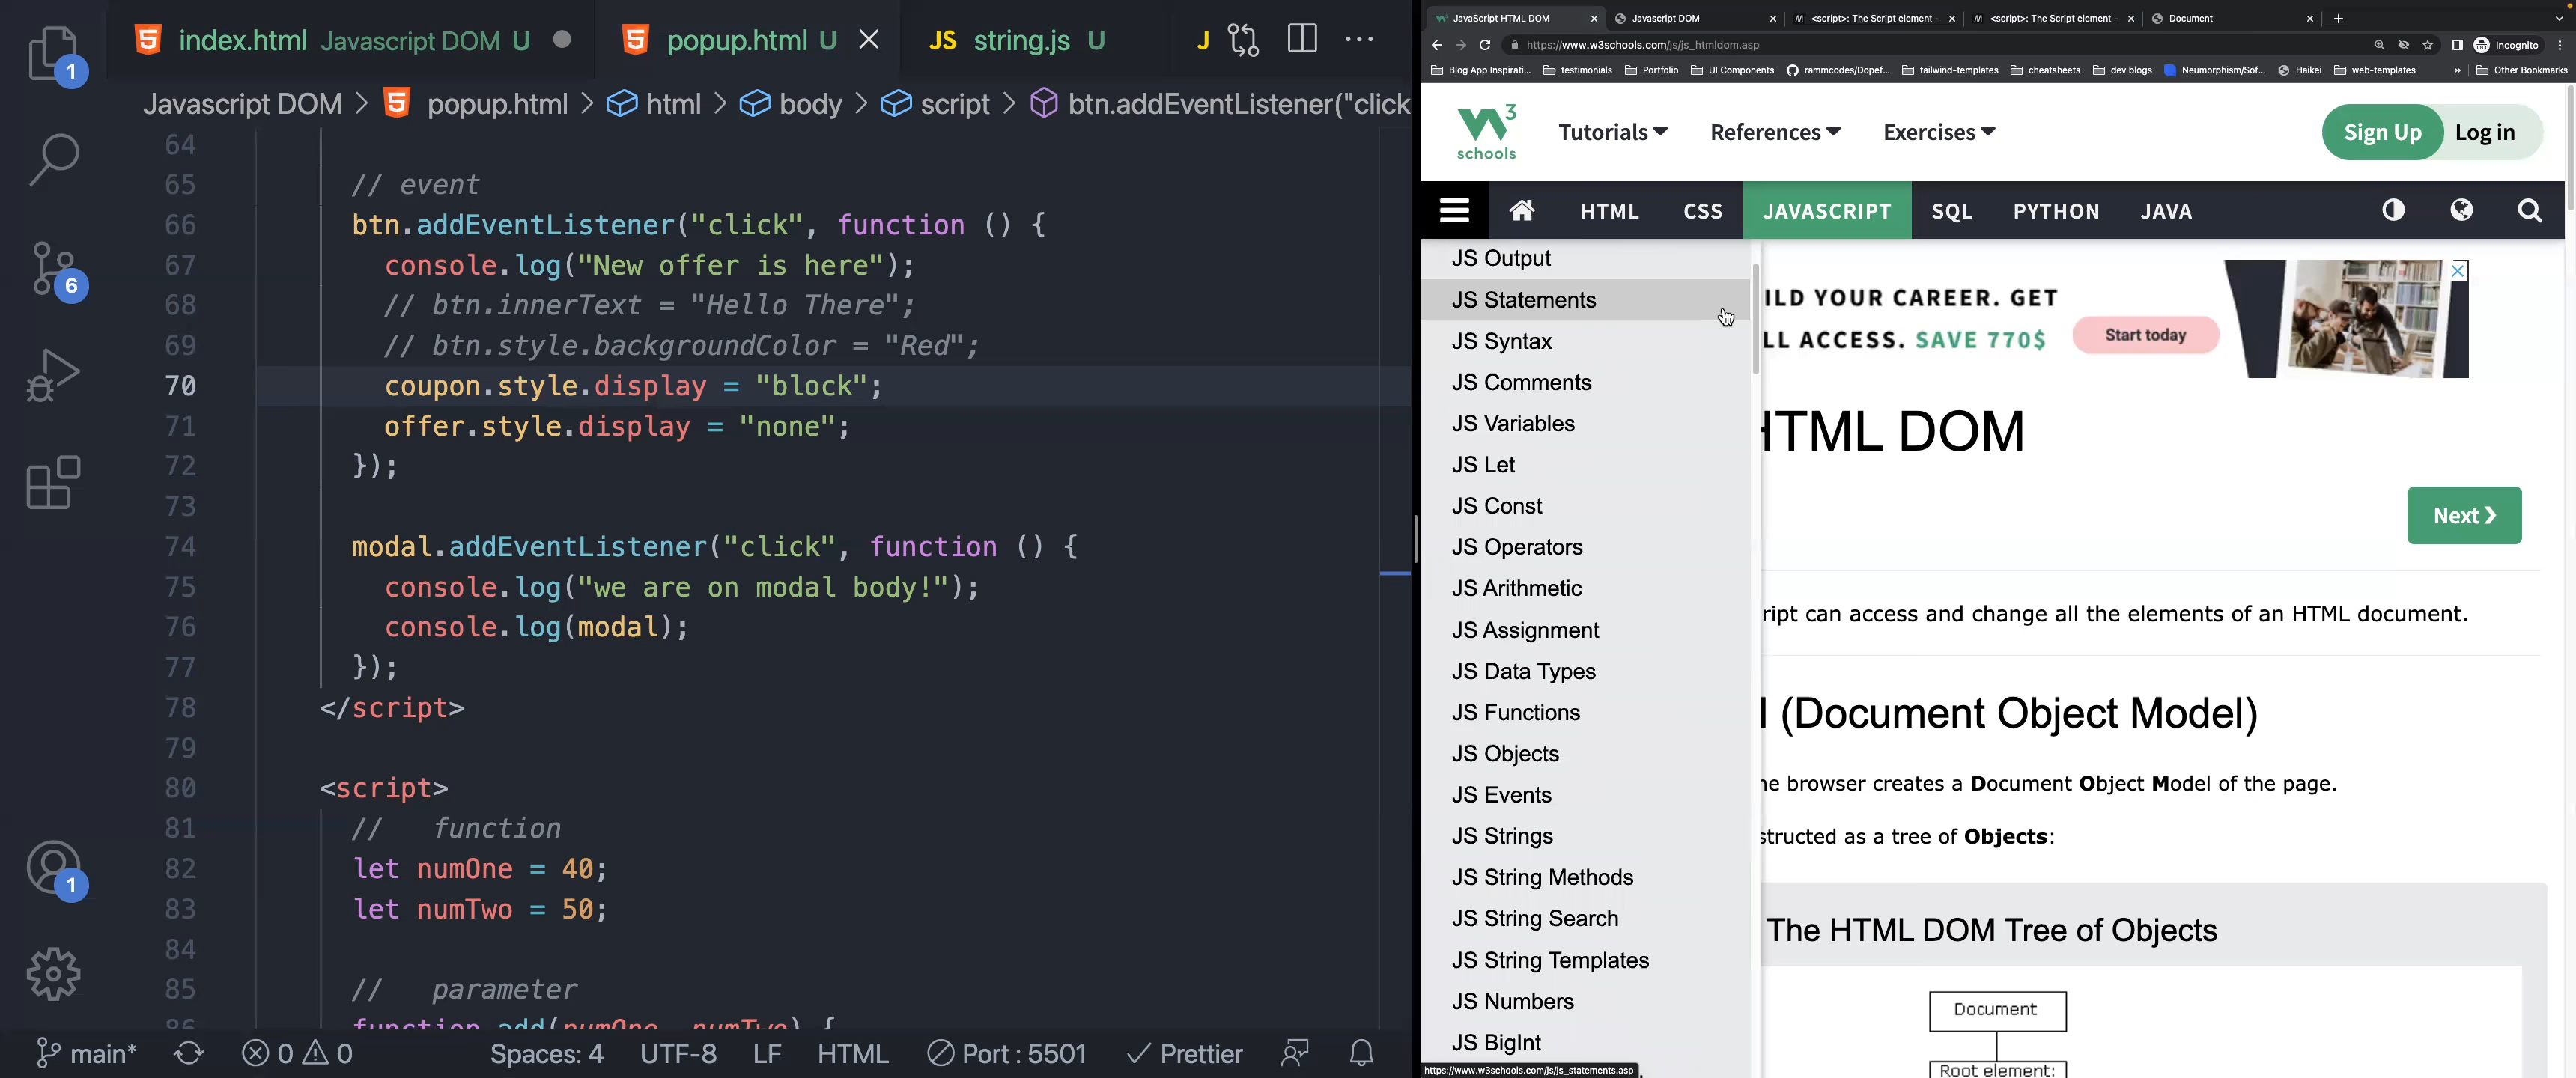 index.html Javascript DOM U
popup.html U
JS string.js U
J
1
Javascript DOM > popup.html > html > body > script > btn.addEventListener("click
64
65 // event
66 btn.addEventListener("click", function () {
67 console.log("New offer is here");
68 // btn.innerText = "Hello There";
69 // btn.style.backgroundColor = "Red";
70 coupon.style.display = "block";
71 offer.style.display = "none";
72 });
73
74 modal.addEventListener("click", function () {
75 console.log("we are on modal body!");
76 console.log(modal);
77 });
78 </script>
79
80 <script>
81 // function
82 let numOne = 40;
83 let numTwo = 50;
84
85 // parameter
86 function add(numOne, numTwo) {
6
1
main* 0 0 Spaces: 4 UTF-8 LF HTML Port : 5501 Prettier
JavaScript HTML DOM
Javascript DOM
<script>: The Script element -
<script>: The Script element -
Document
https://www.w3schools.com/js/js_htmldom.asp
Incognito
Blog App Inspirati... testimonials Portfolio UI Components rammcodes/Dopef... tailwind-templates cheatsheets dev blogs Neumorphism/Sof... Haikei web-templates » Other Bookmarks
W3
schools
Tutorials References Exercises
Sign Up Log in
HTML CSS JAVASCRIPT SQL PYTHON JAVA
JS Output
JS Statements
JS Syntax
JS Comments
JS Variables
JS Let
JS Const
JS Operators
JS Arithmetic
JS Assignment
JS Data Types
JS Functions
JS Objects
JS Events
JS Strings
JS String Methods
JS String Search
JS String Templates
JS Numbers
JS BigInt
https://www.w3schools.com/js/js_statements.asp
ILD YOUR CAREER. GET
LL ACCESS. SAVE 770$
Start today
HTML DOM
Next ❯
ript can access and change all the elements of an HTML document.
l (Document Object Model)
he browser creates a Document Object Model of the page.
structed as a tree of Objects:
The HTML DOM Tree of Objects
Document
Root element: